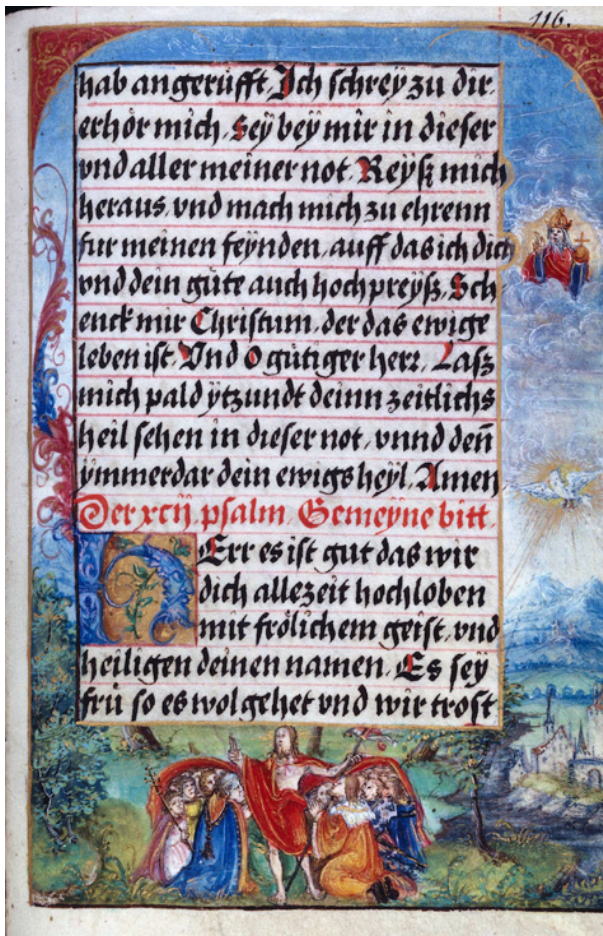 116.
hab angerüfft. Ich schreÿ zu dir.
erhör mich. Seÿ beÿ mir in dieser
vnd aller meiner not. Reÿsz mich
heraus. vnd mach mich zu ehrenn
fur meinen feÿnden. auff das ich dich
vnd dein güte auch hoch preÿsz. Sch¬
enck mir Christum. der das ewige
leben ist. Vnd o gütiger herr. Lasz
mich pald ÿtzundt deinn zeitlichs
heil sehen in dieser not. vnnd den̄
ÿmmerdar dein ewigs heÿl. Amen
Der xcij. psalm. Gemeÿne bitt.
HErr es ist gut das wir
dich allezeit hoch loben
mit frölichem geist. vnd
heiligen deinen namen. Es seÿ
frü so es wol gehet vnd wir trost